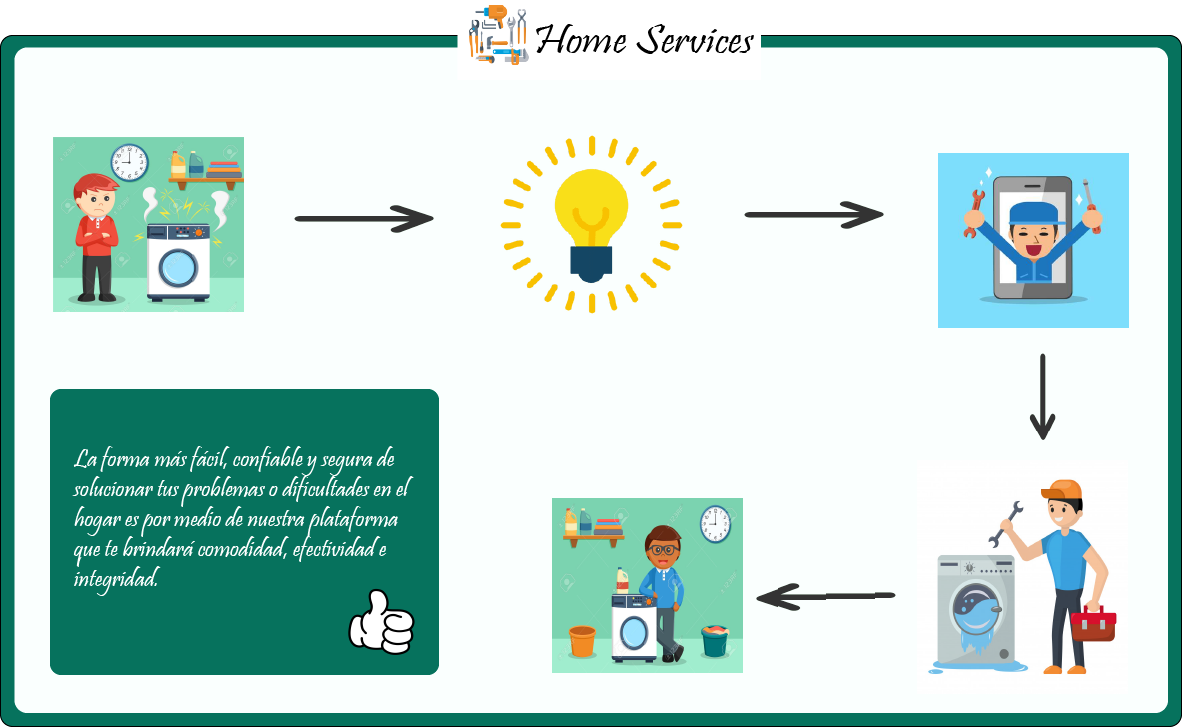 Home Services
La forma más fácil, confiable y segura de
solucionar tus problemas o dificultades en el
hogar es por medio de nuestra plataforma
que te brindará comodidad, efectividad e
integridad.